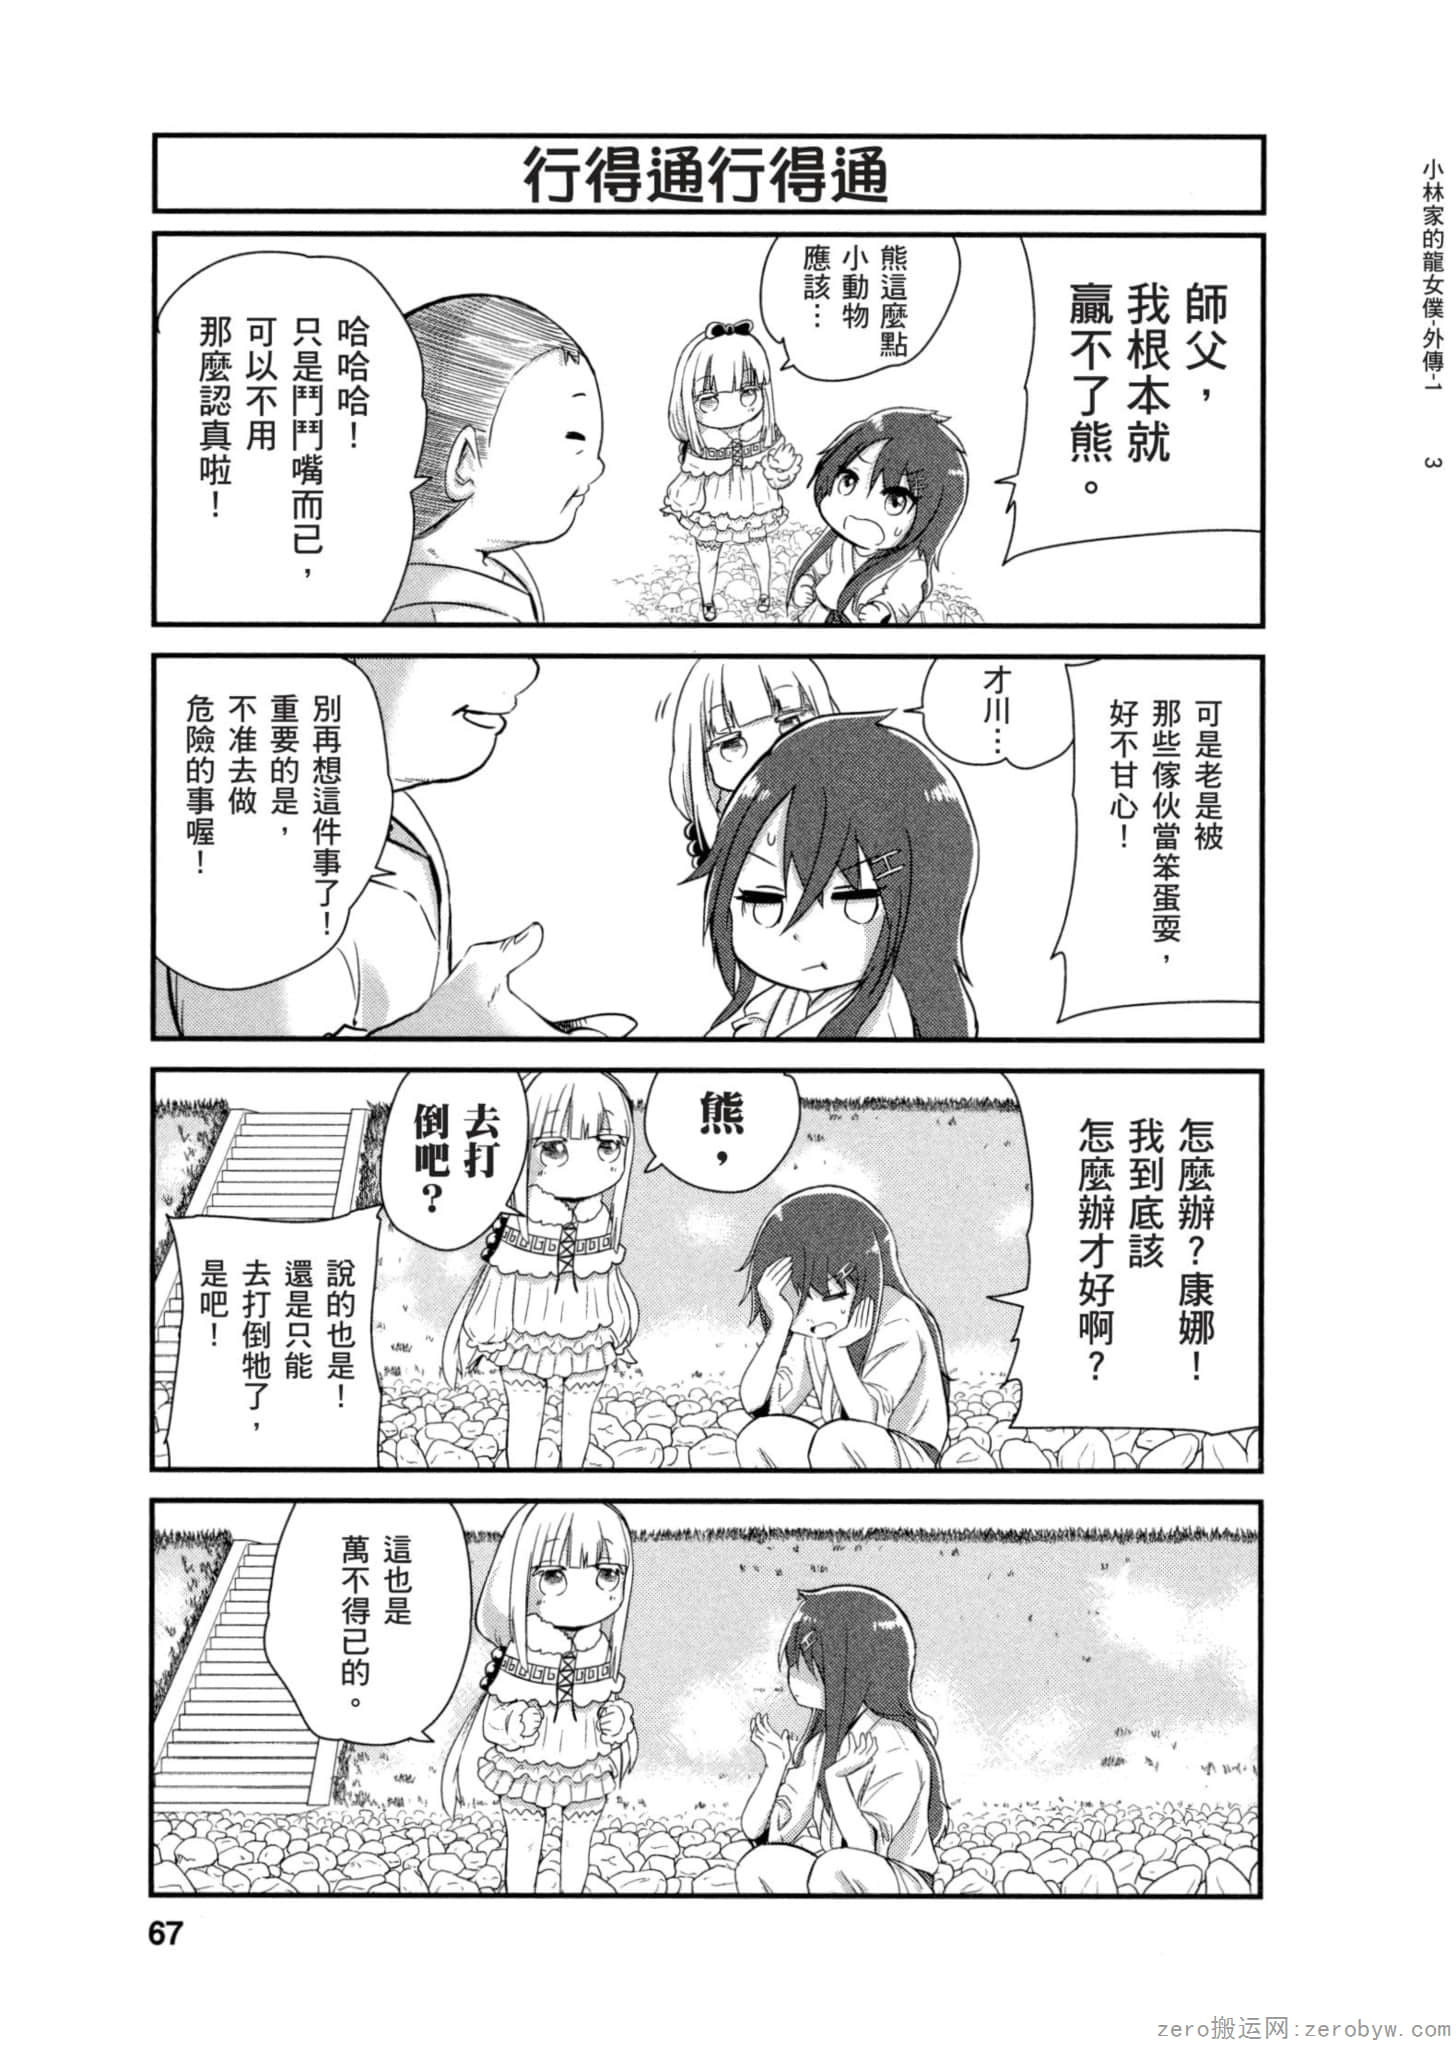 行得通行得通
師父，
我根本就
贏不了熊。
熊這麼點
小動物
應該…
哈哈哈！
只是鬥鬥嘴而已，
可以不用
那麼認真啦！
可是老是被
那些傢伙當笨蛋耍，
好不甘心！
才川…
別再想這件事了！
重要的是，
不准去做
危險的事喔！
怎麼辦？康娜！
我到底該
怎麼辦才好啊？
熊，
去打
倒吧？
說的也是！
還是只能
去打倒牠了，
是吧！
這也是
萬不得已的。
67
小林家的龍女僕-外傳-1 3
zero搬运网:zerobyw.com